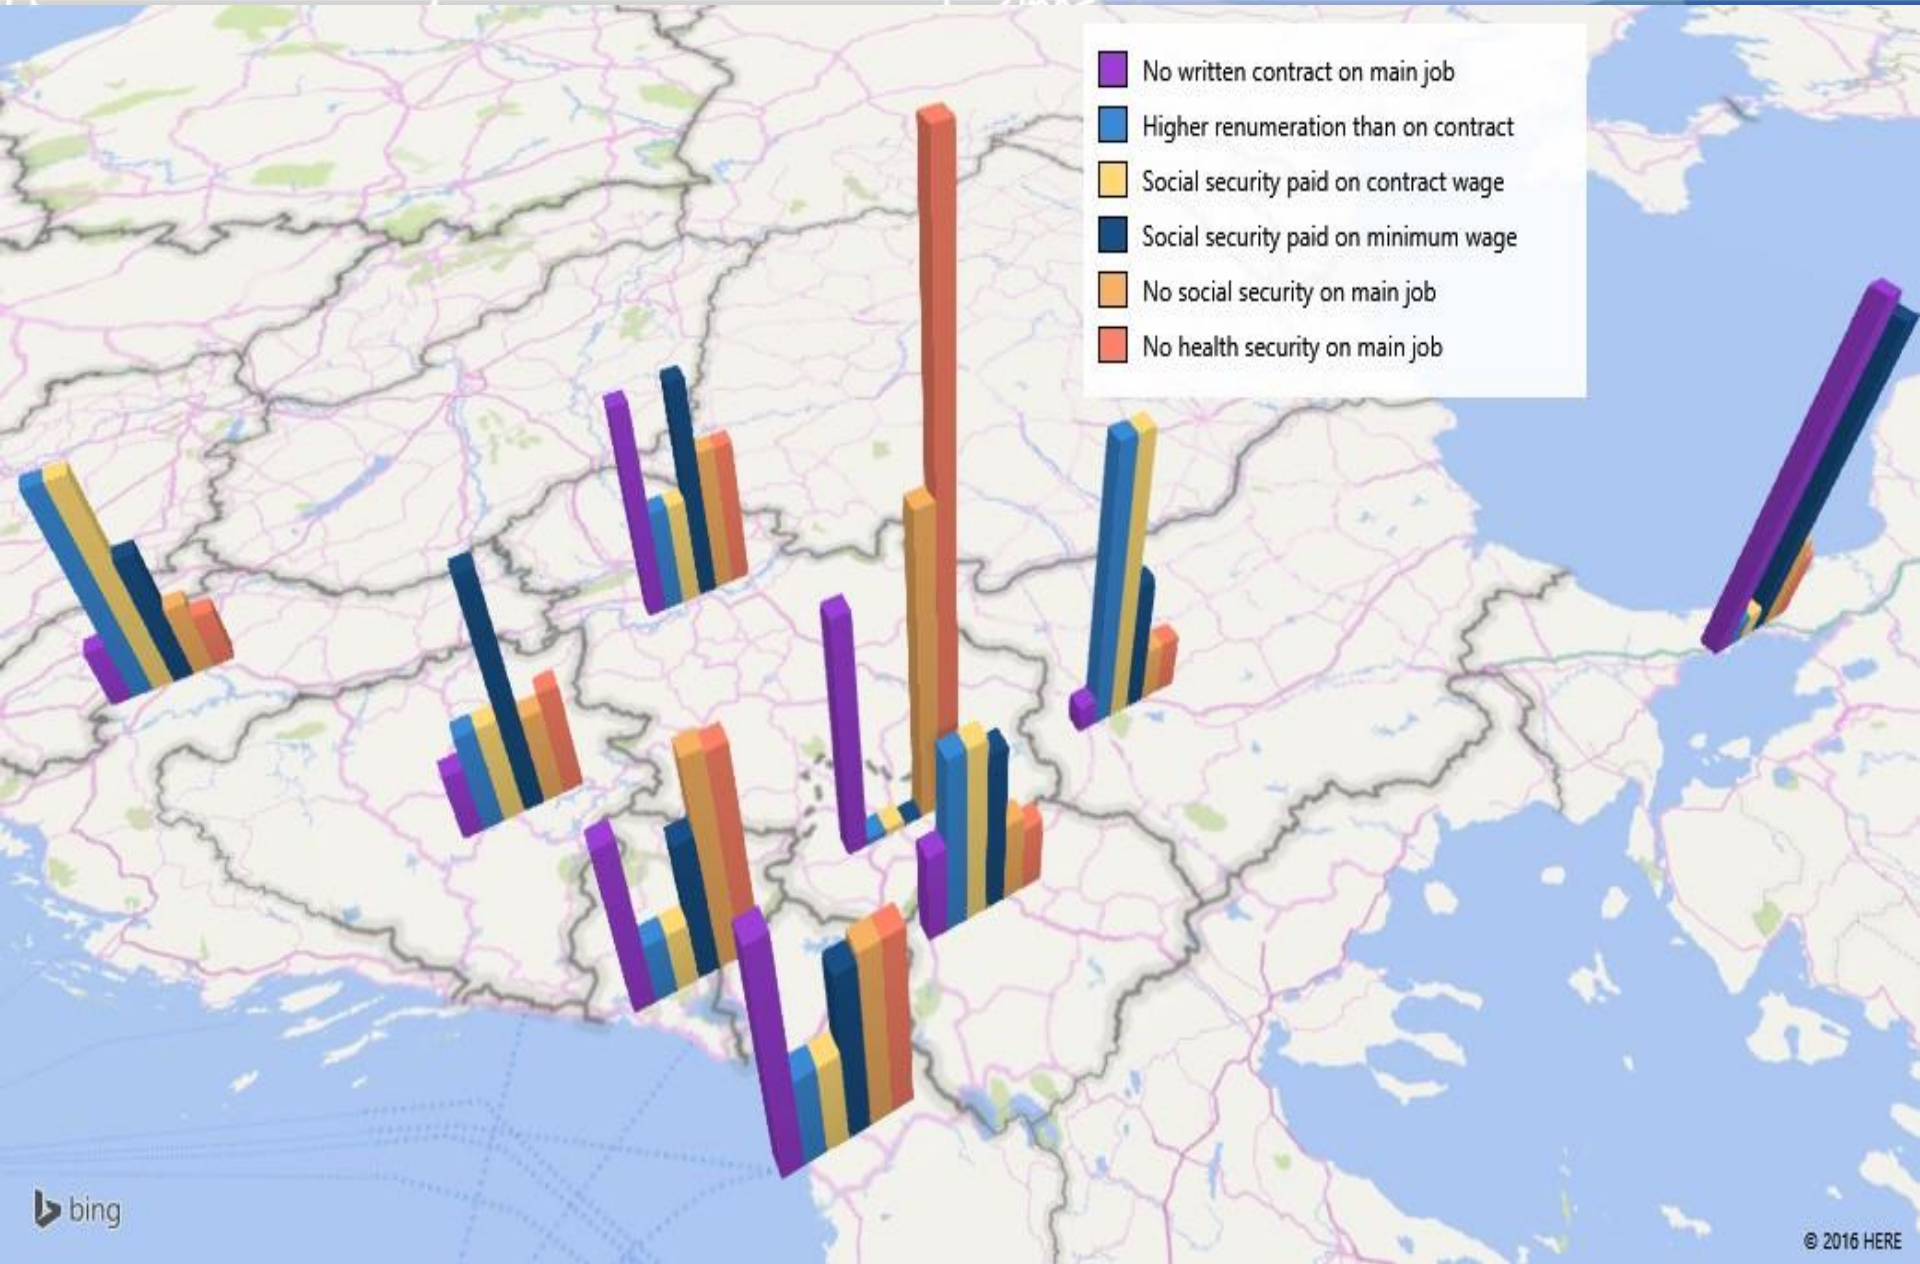 No written contract on main job
Higher renumeration than on contract
Social security paid on contract wage
Social security paid on minimum wage
No social security on main job
No health security on main job
bing
© 2016 HERE